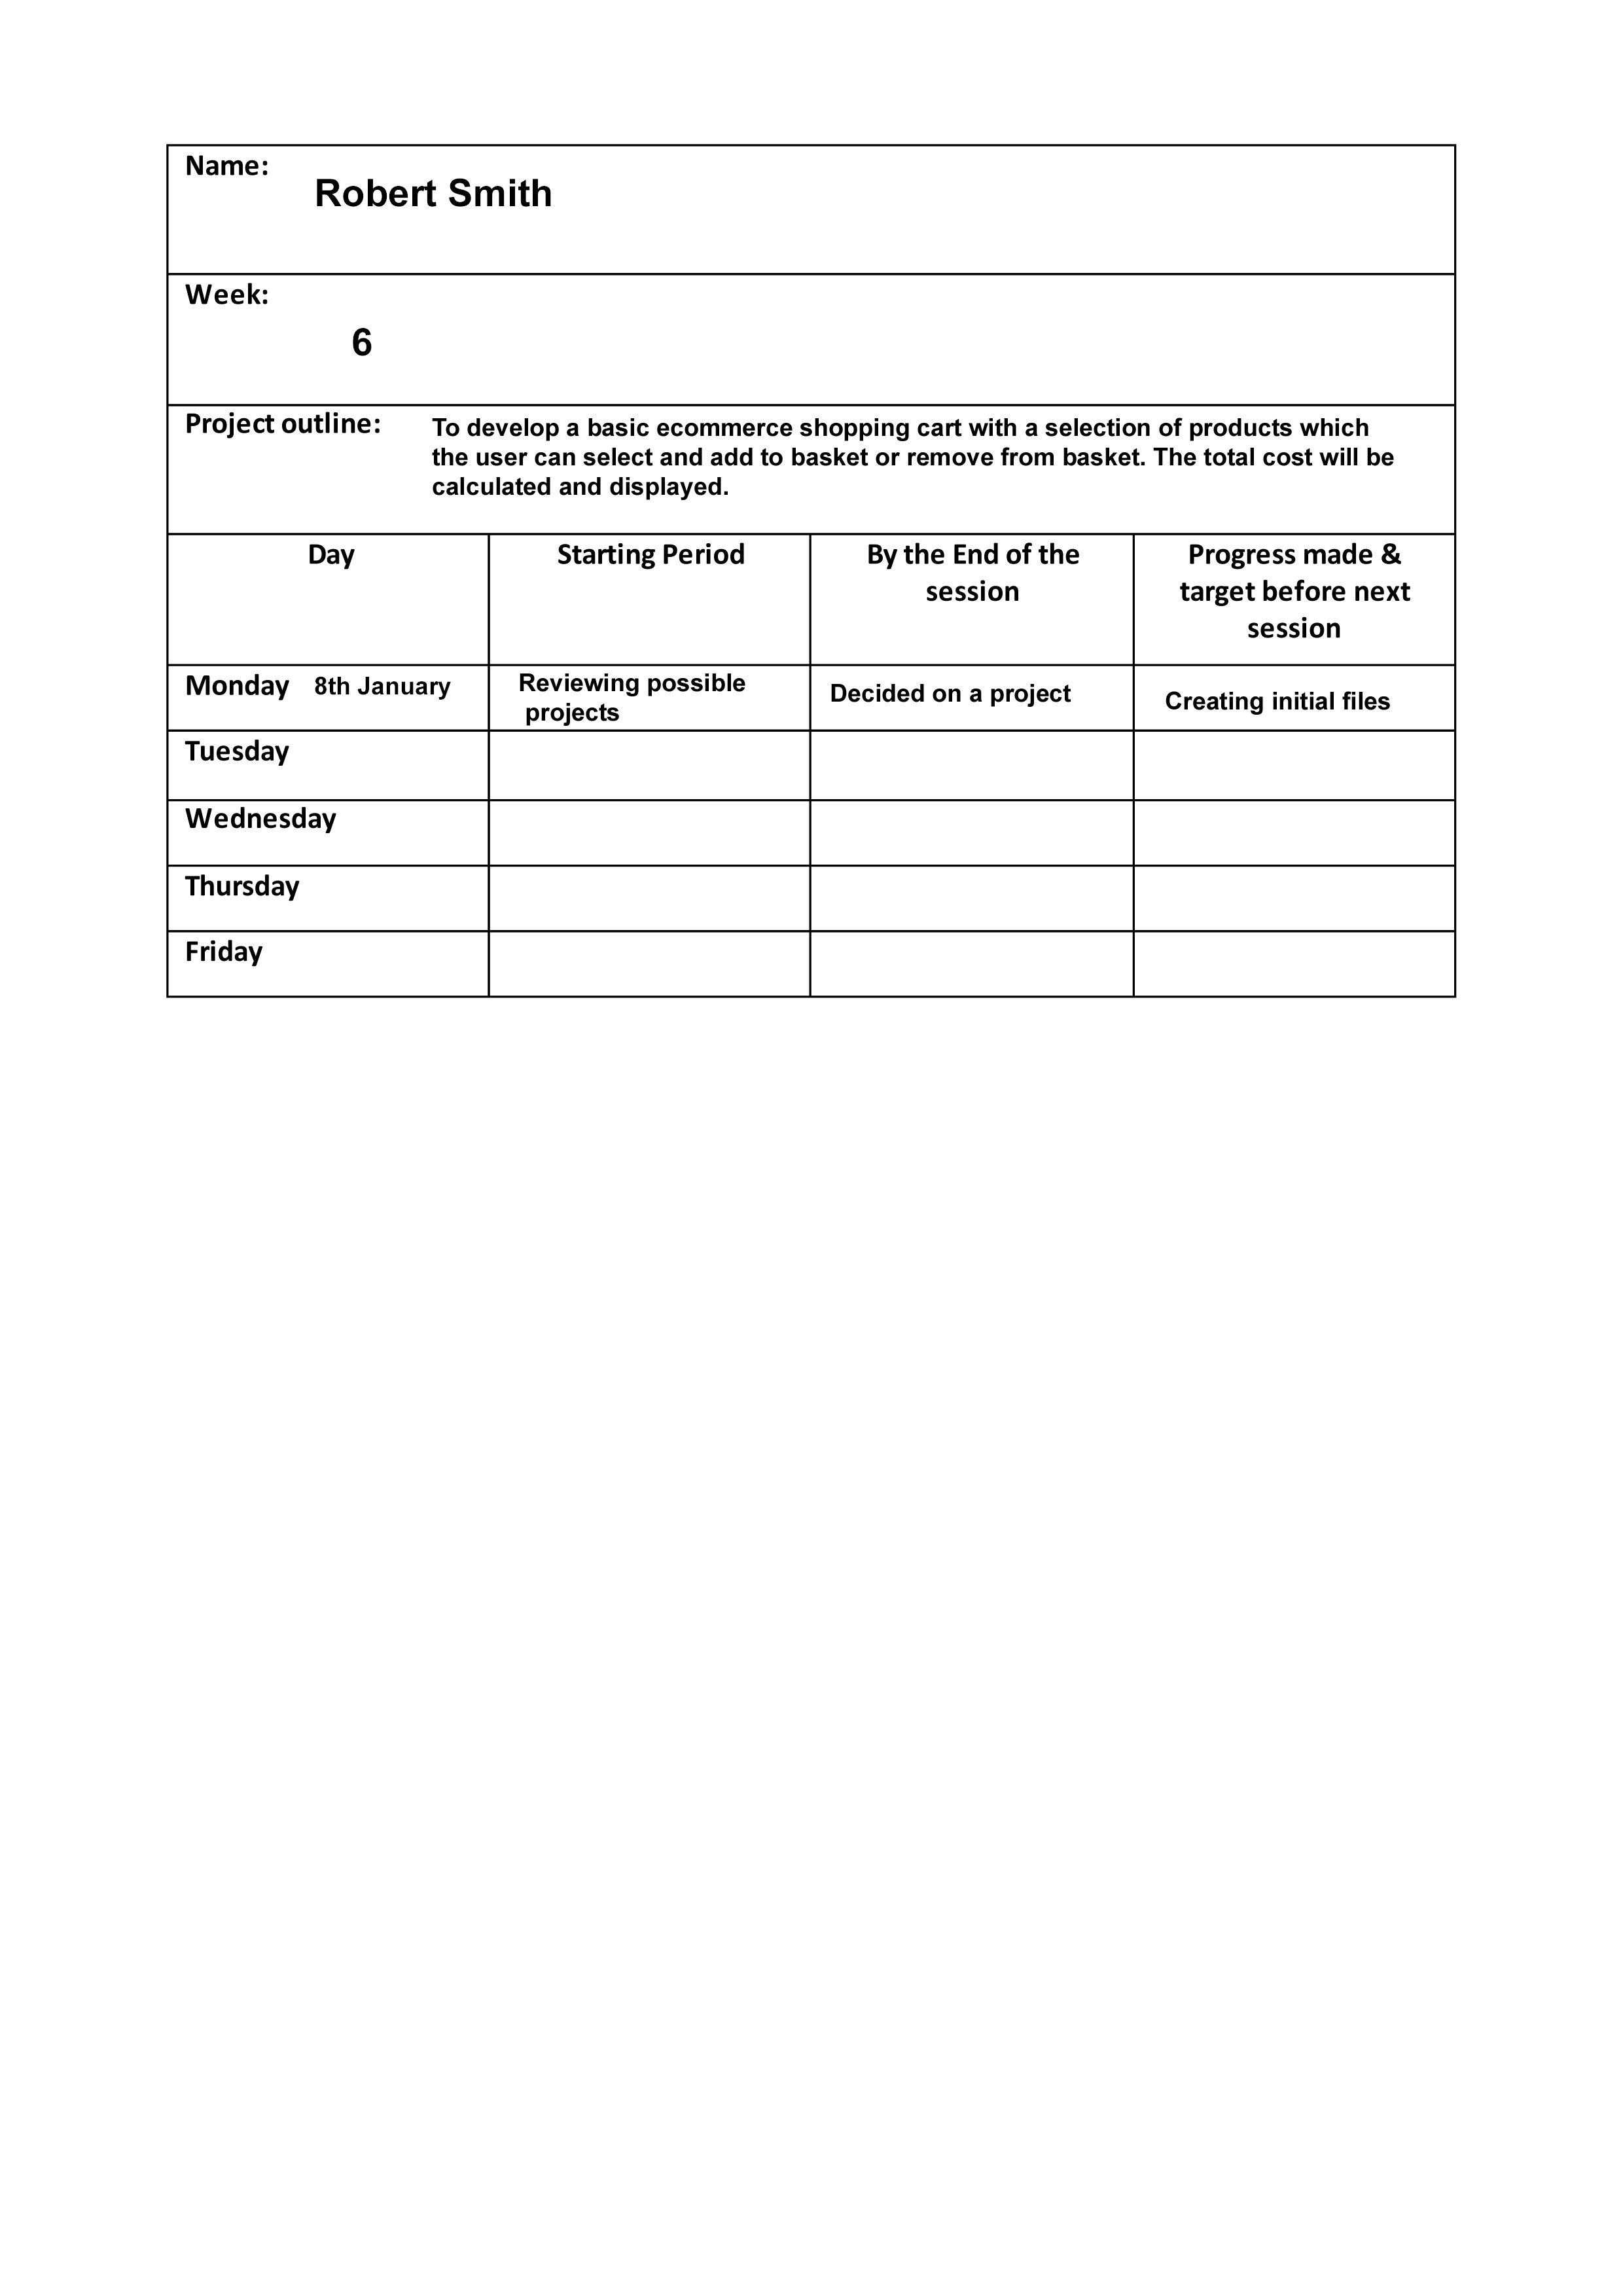 Name:
Robert Smith
Week:
6
Project outline:
To develop a basic ecommerce shopping cart with a selection of products which
the user can select and add to basket or remove from basket. The total cost will be
calculated and displayed.
Day
Starting Period
By the End of the
session
Progress made &
target before next
session
Monday 8th January
Reviewing possible
projects
Decided on a project
Creating initial files
Tuesday
Wednesday
Thursday
Friday